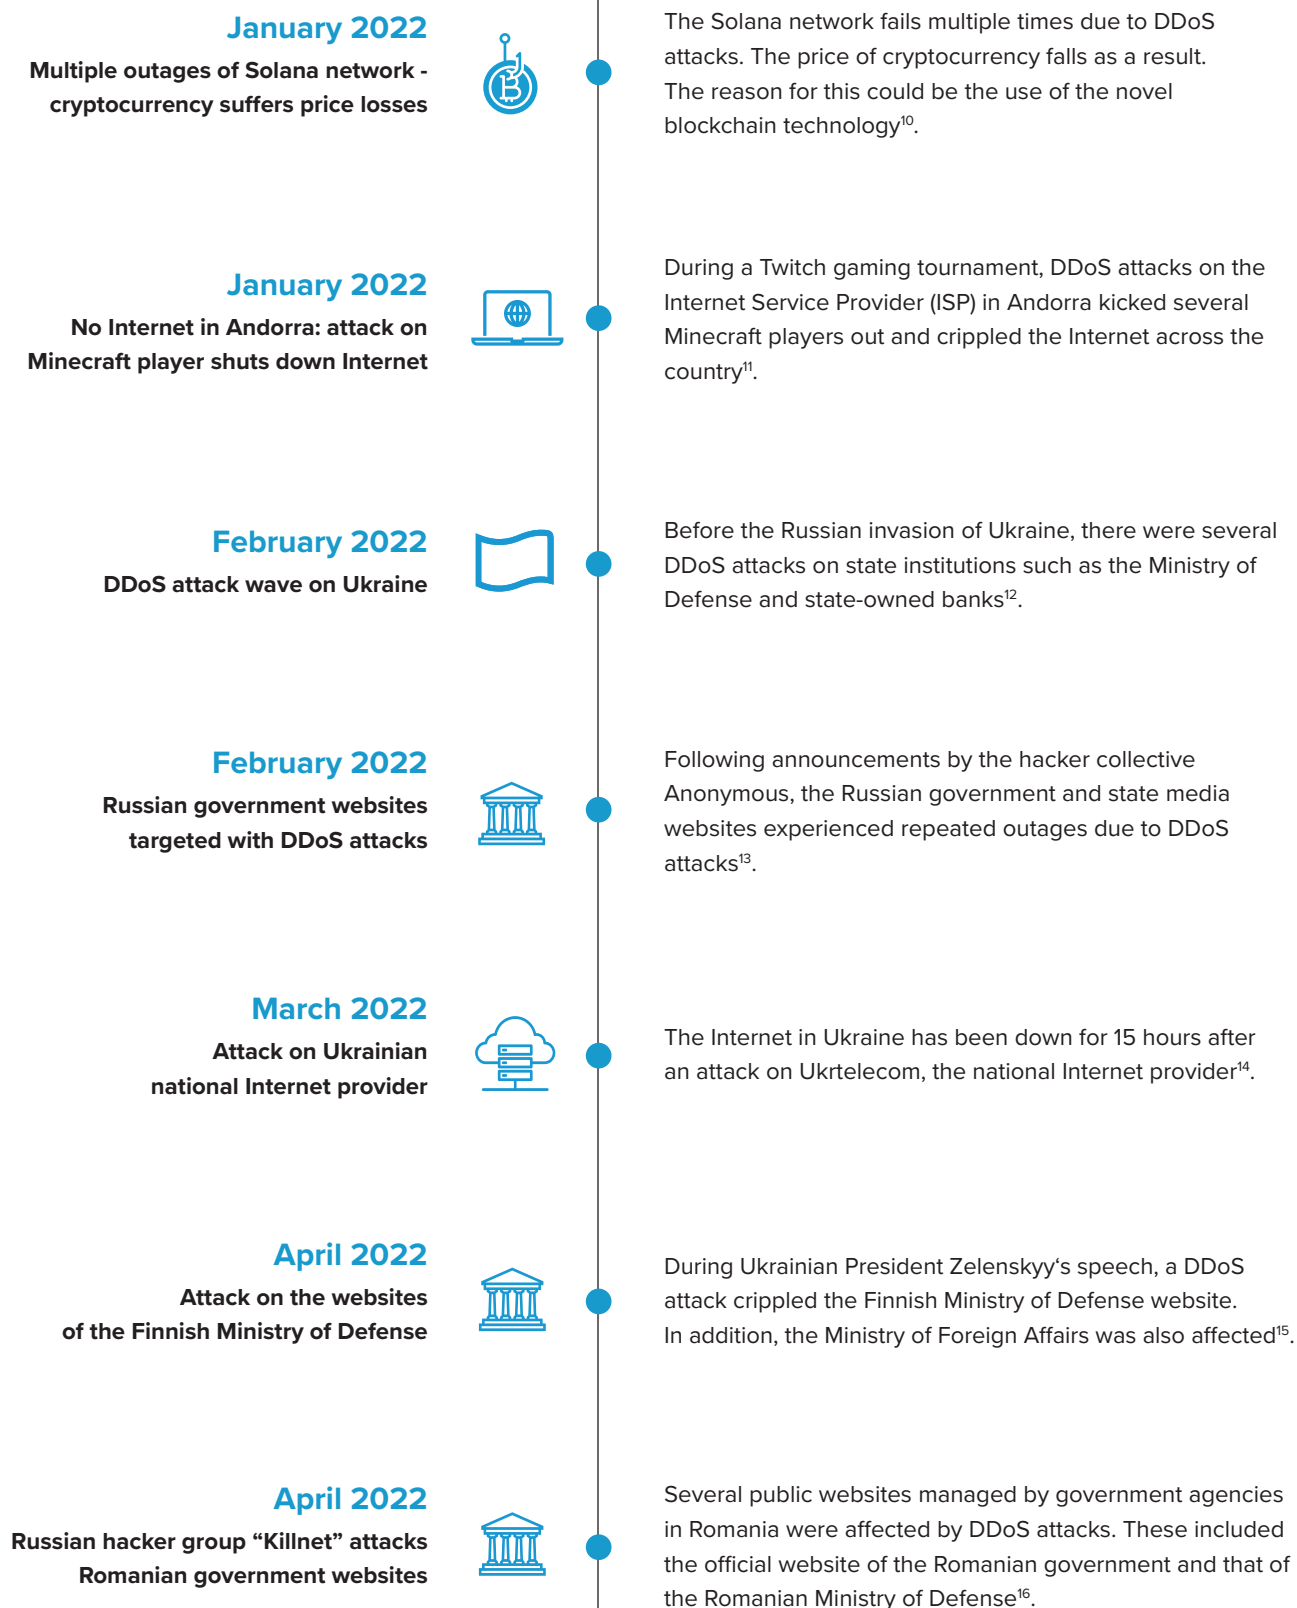 January 2022
Multiple outages of Solana network -
cryptocurrency suffers price losses
The Solana network fails multiple times due to DDoS
attacks. The price of cryptocurrency falls as a result.
The reason for this could be the use of the novel
blockchain technology¹⁰.
January 2022
No Internet in Andorra: attack on
Minecraft player shuts down Internet
During a Twitch gaming tournament, DDoS attacks on the
Internet Service Provider (ISP) in Andorra kicked several
Minecraft players out and crippled the Internet across the
country¹¹.
February 2022
DDoS attack wave on Ukraine
Before the Russian invasion of Ukraine, there were several
DDoS attacks on state institutions such as the Ministry of
Defense and state-owned banks¹².
February 2022
Russian government websites
targeted with DDoS attacks
Following announcements by the hacker collective
Anonymous, the Russian government and state media
websites experienced repeated outages due to DDoS
attacks¹³.
March 2022
Attack on Ukrainian
national Internet provider
The Internet in Ukraine has been down for 15 hours after
an attack on Ukrtelecom, the national Internet provider¹⁴.
April 2022
Attack on the websites
of the Finnish Ministry of Defense
During Ukrainian President Zelenskyy‘s speech, a DDoS
attack crippled the Finnish Ministry of Defense website.
In addition, the Ministry of Foreign Affairs was also affected¹⁵.
April 2022
Russian hacker group “Killnet” attacks
Romanian government websites
Several public websites managed by government agencies
in Romania were affected by DDoS attacks. These included
the official website of the Romanian government and that of
the Romanian Ministry of Defense¹⁶.